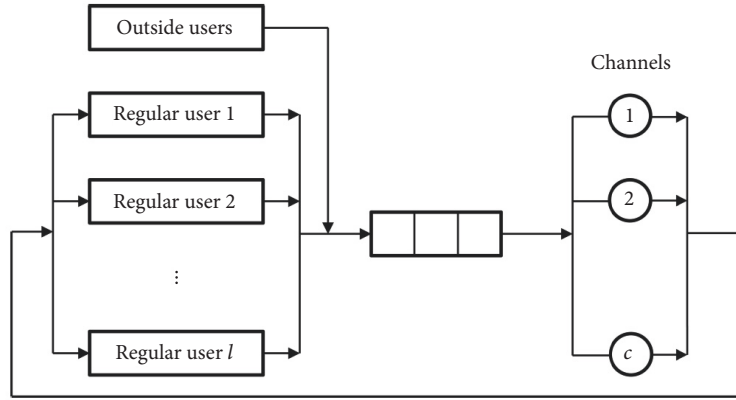 Outside users
Channels
Regular user 1
1
Regular user 2
2
⋮
Regular user l
c